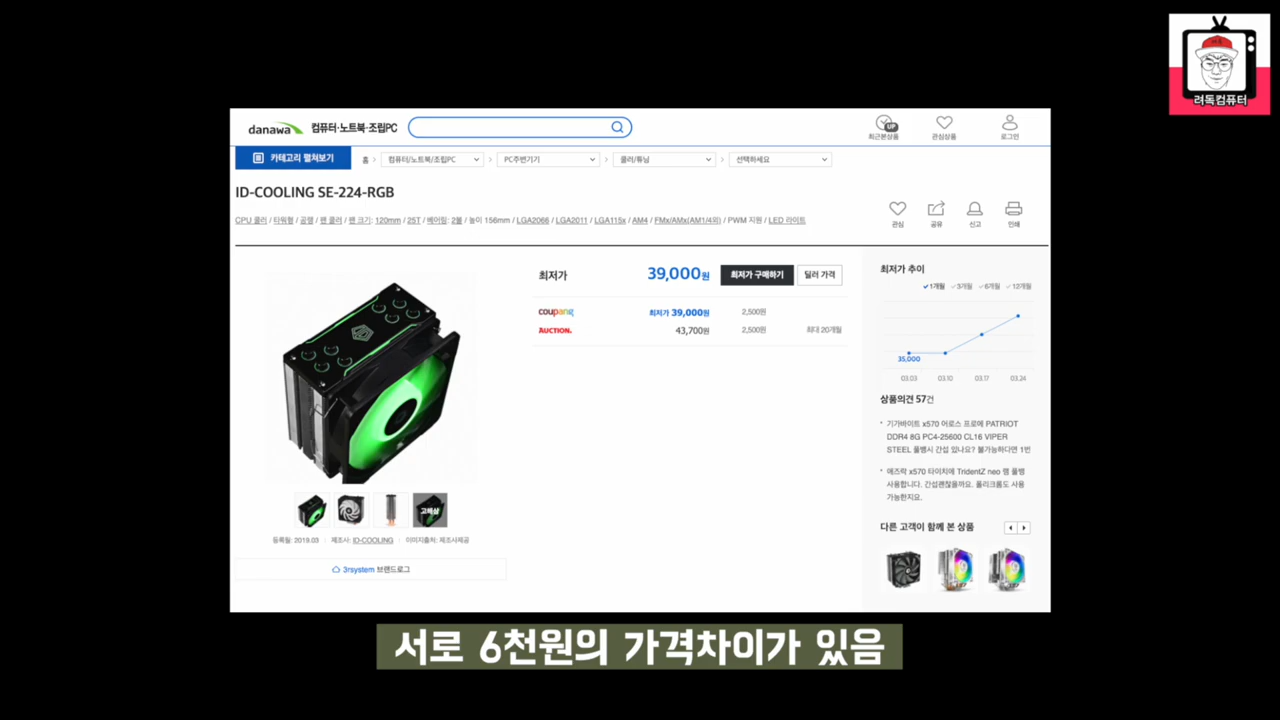 려독컴퓨터
danawa 컴퓨터·노트북·조립PC
UP
최근본상품 관심상품 로그인
카테고리 펼쳐보기 홈 컴퓨터/노트북/조립PC PC주변기기 쿨러/튜닝 선택하세요
ID-COOLING SE-224-RGB
CPU 쿨러 / 타워형 / 공랭 / 팬 쿨러 / 팬 크기: 120mm / 25T / 베어링: 2볼 / 높이 156mm / LGA2066 / LGA2011 / LGA115x / AM4 / FMx/AMx(AM1/4외) / PWM 지원 / LED 라이트
관심 공유 신고 인쇄
최저가 39,000원 최저가 구매하기 딜러 가격
coupang 최저가 39,000원 2,500원
AUCTION. 43,700원 2,500원 최대 20개월
고해상
등록월: 2019.03 제조사: ID-COOLING 이미지출처: 제조사제공
3rsystem 브랜드로그
최저가 추이
1개월 3개월 6개월 12개월
35,000
03.03 03.10 03.17 03.24
상품의견 57건
기가바이트 x570 어로스 프로에 PATRIOT
DDR4 8G PC4-25600 CL16 VIPER
STEEL 풀뱅시 간섭 있나요? 불가능하다면 1번
애즈락 x570 타이치에 TridentZ neo 램 풀뱅
사용합니다. 간섭괜찮을까요. 폴리크롬도 사용
가능한지요.
다른 고객이 함께 본 상품
서로 6천원의 가격차이가 있음